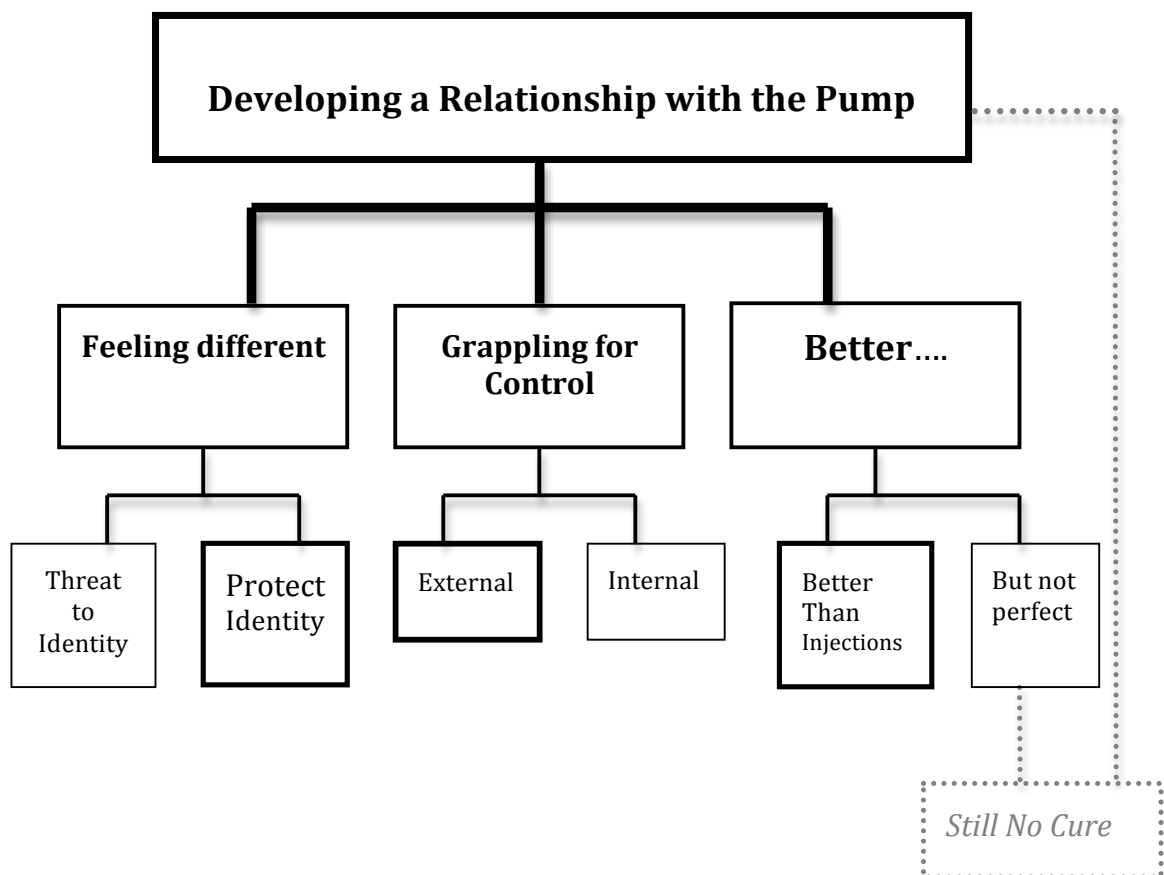 Developing a Relationship with the Pump
Feeling different
Grappling for
Control
Better....
Threat
to
Identity
Protect
Identity
External
Internal
Better
Than
Injections
But not
perfect
Still No Cure